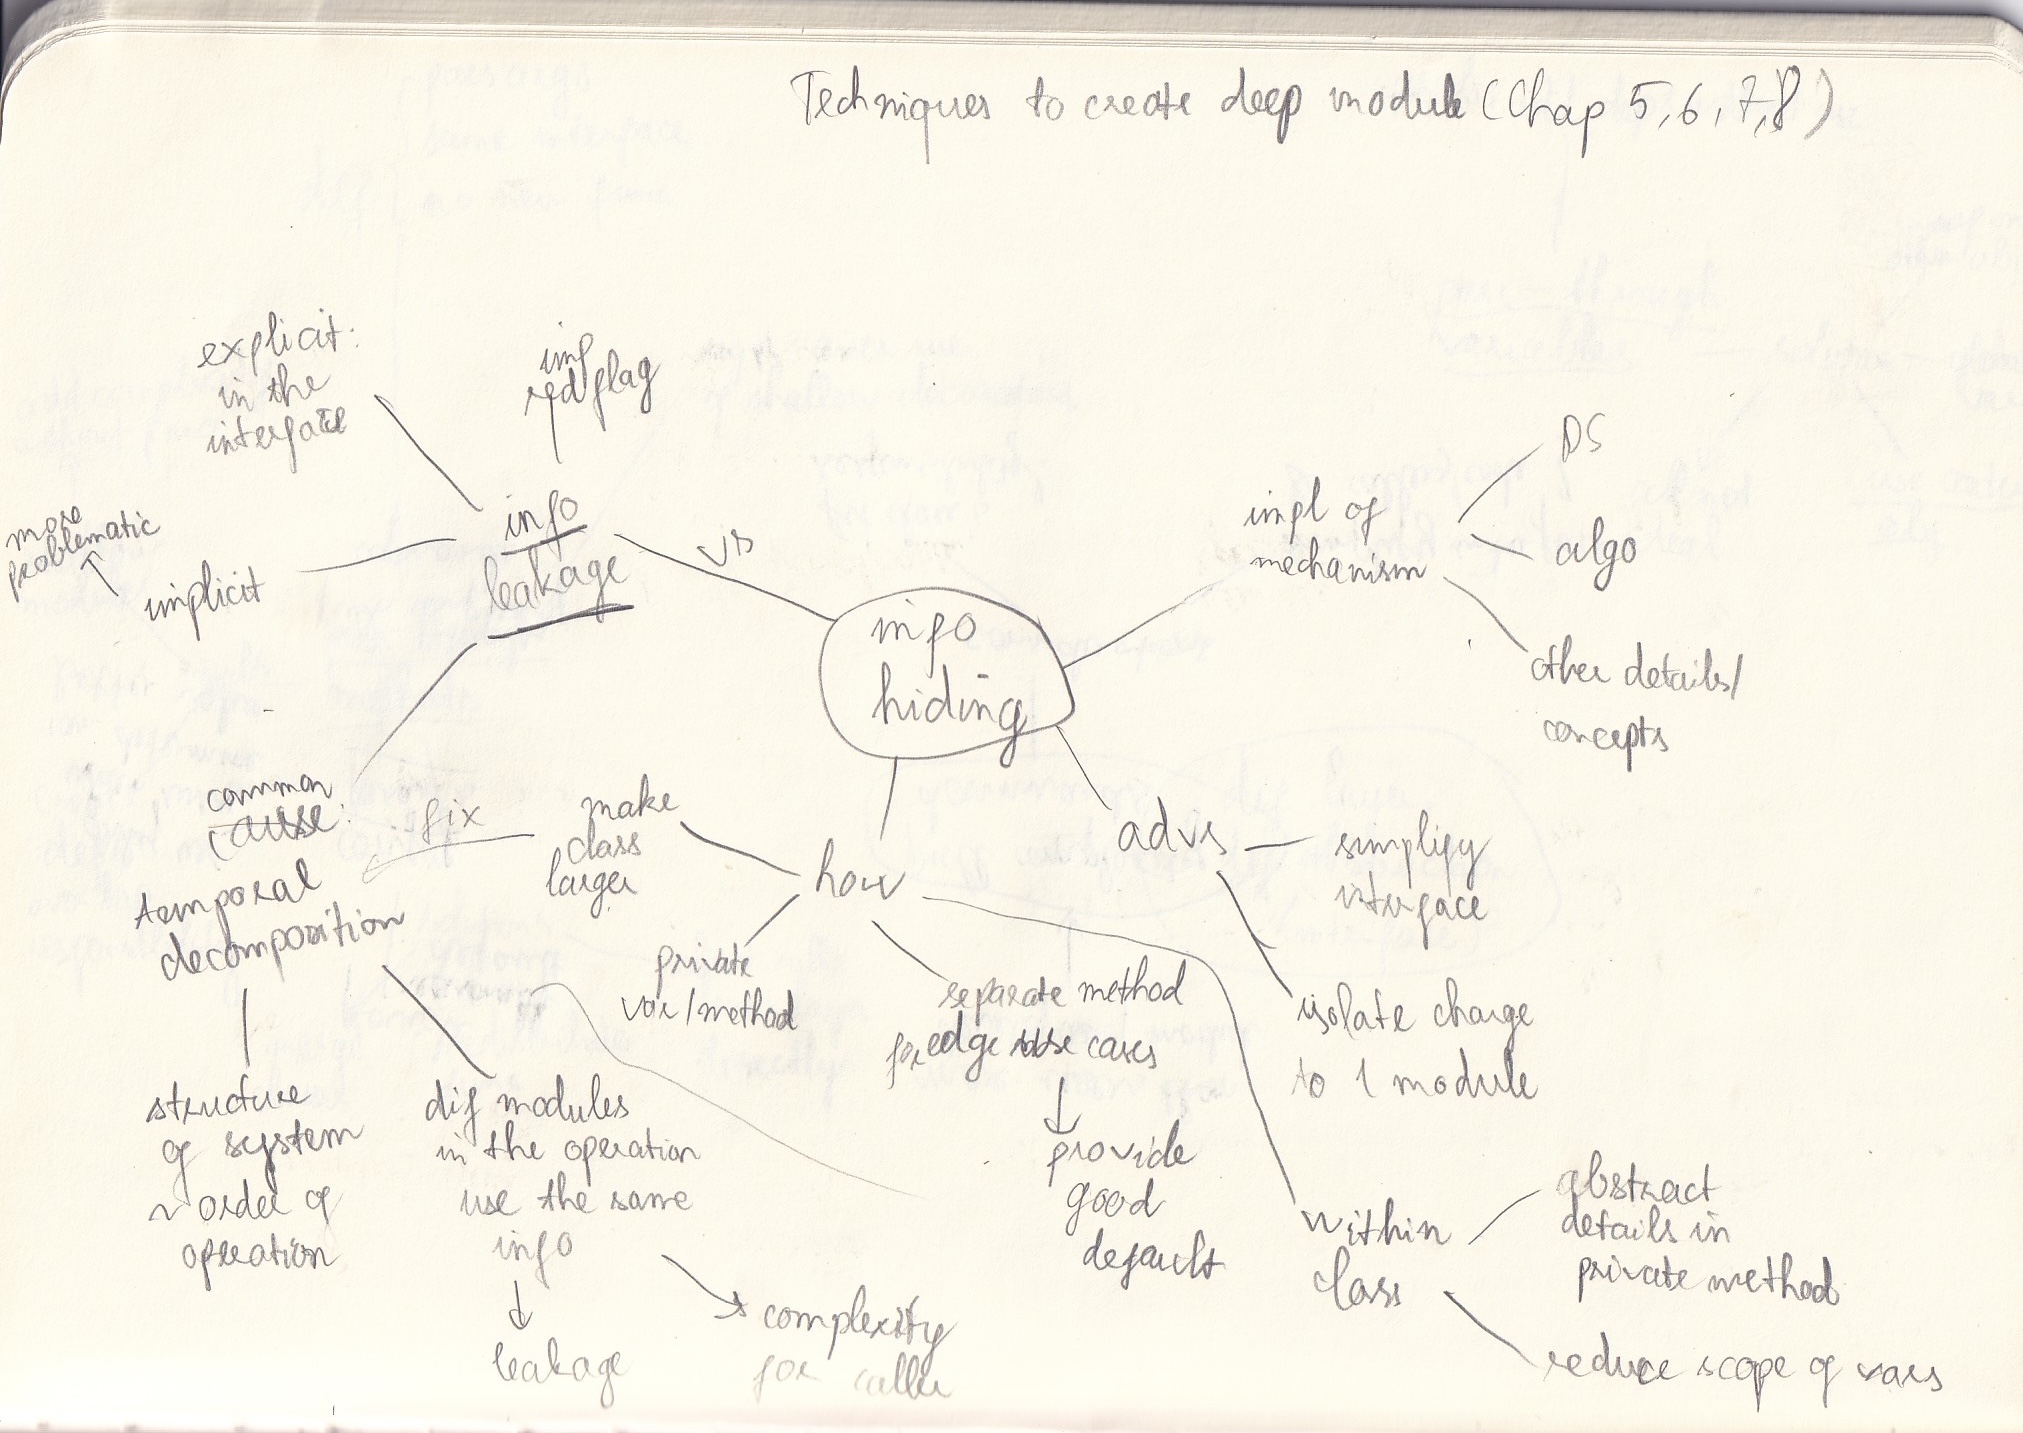 Techniques to create deep module (Chap 5, 6, 7, 8)
explicit:
in the
interface
imp
red flag
more
problematic
implicit
info
leakage
vs
info
hiding
impl of
mechanism
DS
algo
other details/
concepts
common
cause:
temporal
decomposition
fix
make
class
larger
how
private
var/method
separate method
for edge use cases
provide
good
default
advs
simplify
interface
isolate change
to 1 module
structure
of system
~ order of
operation
dif modules
in the operation
use the same
info
leakage
complexity
for caller
within
class
abstract
details in
private method
reduce scope of vars